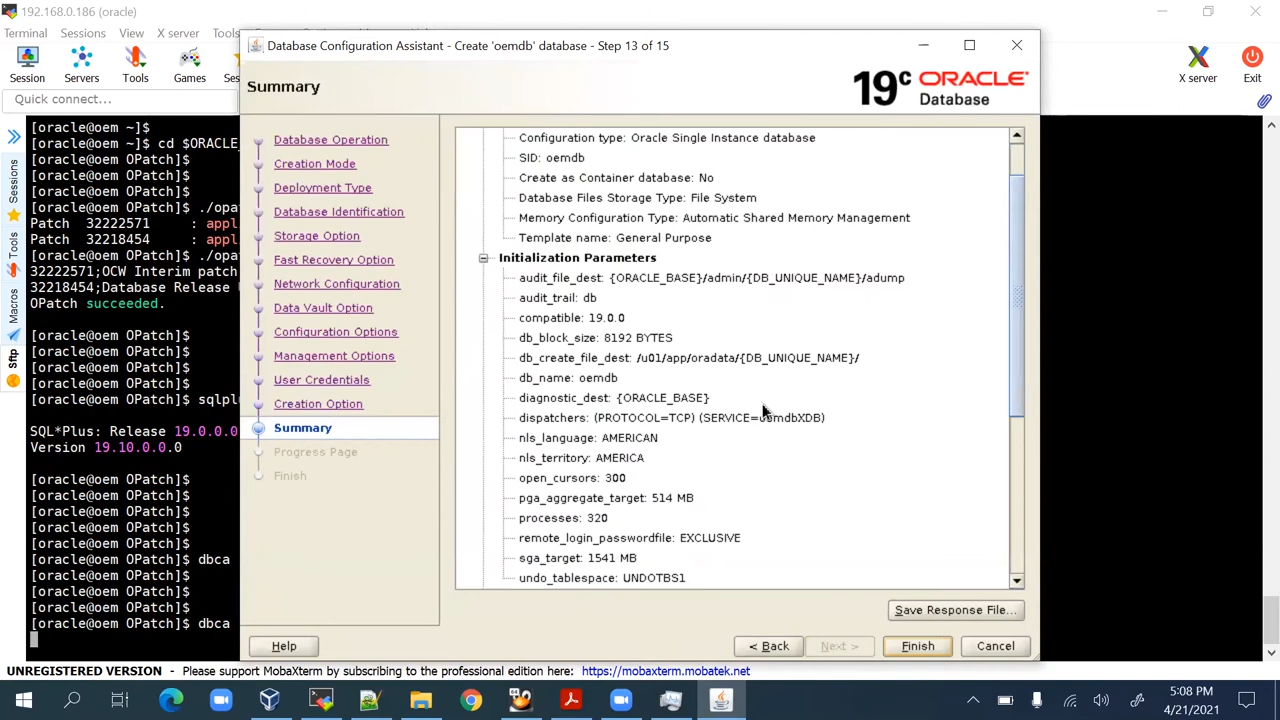 192.168.0.186 (oracle)
Terminal Sessions View X server Tools
Session Servers Tools Games
X server Exit
Quick connect...
Sessions
Tools
Macros
Sftp
[oracle@oem ~]$
[oracle@oem ~]$ cd $ORACLE_
[oracle@oem OPatch]$
[oracle@oem OPatch]$
[oracle@oem OPatch]$ ./opa
Patch 32222571 : appl
Patch 32218454 : appl
[oracle@oem OPatch]$ ./opa
32222571;OCW Interim patch
32218454;Database Release
OPatch succeeded.
[oracle@oem OPatch]$
[oracle@oem OPatch]$
[oracle@oem OPatch]$
[oracle@oem OPatch]$ sqlplu
SQL*Plus: Release 19.0.0.0
Version 19.10.0.0.0
[oracle@oem OPatch]$
[oracle@oem OPatch]$
[oracle@oem OPatch]$
[oracle@oem OPatch]$
[oracle@oem OPatch]$ dbca
[oracle@oem OPatch]$
[oracle@oem OPatch]$
[oracle@oem OPatch]$ dbca
Database Configuration Assistant - Create 'oemdb' database - Step 13 of 15
Summary
19c ORACLE
Database
Database Operation
Creation Mode
Deployment Type
Database Identification
Storage Option
Fast Recovery Option
Network Configuration
Data Vault Option
Configuration Options
Management Options
User Credentials
Creation Option
Summary
Progress Page
Finish
Configuration type: Oracle Single Instance database
SID: oemdb
Create as Container database: No
Database Files Storage Type: File System
Memory Configuration Type: Automatic Shared Memory Management
Template name: General Purpose
Initialization Parameters
audit_file_dest: {ORACLE_BASE}/admin/{DB_UNIQUE_NAME}/adump
audit_trail: db
compatible: 19.0.0
db_block_size: 8192 BYTES
db_create_file_dest: /u01/app/oradata/{DB_UNIQUE_NAME}/
db_name: oemdb
diagnostic_dest: {ORACLE_BASE}
dispatchers: (PROTOCOL=TCP) (SERVICE=oemdbXDB)
nls_language: AMERICAN
nls_territory: AMERICA
open_cursors: 300
pga_aggregate_target: 514 MB
processes: 320
remote_login_passwordfile: EXCLUSIVE
sga_target: 1541 MB
undo_tablespace: UNDOTBS1
Save Response File...
Help < Back Next > Finish Cancel
UNREGISTERED VERSION - Please support MobaXterm by subscribing to the professional edition here: https://mobaxterm.mobatek.net
5:08 PM
4/21/2021